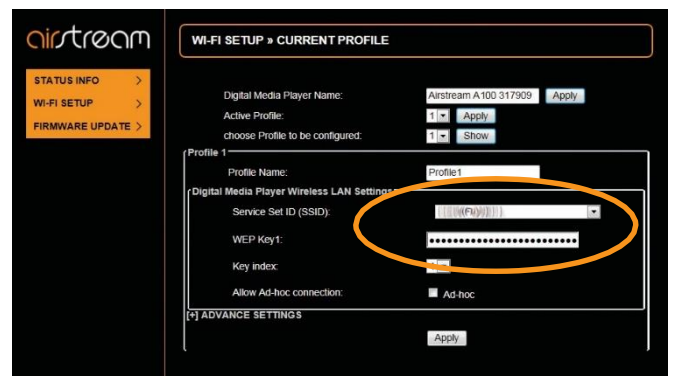 airstream
WI-FI SETUP » CURRENT PROFILE
STATUS INFO >
WI-FI SETUP >
FIRMWARE UPDATE >
Digital Media Player Name: Airstream A100 317909 Apply
Active Profile: 1 Apply
choose Profile to be configured: 1 Show
Profile 1
Profile Name: Profile1
Digital Media Player Wireless LAN Settings
Service Set ID (SSID):
WEP Key1: ••••••••••••••••••••••••••
Key index:
Allow Ad-hoc connection: Ad-hoc
[+] ADVANCE SETTINGS
Apply